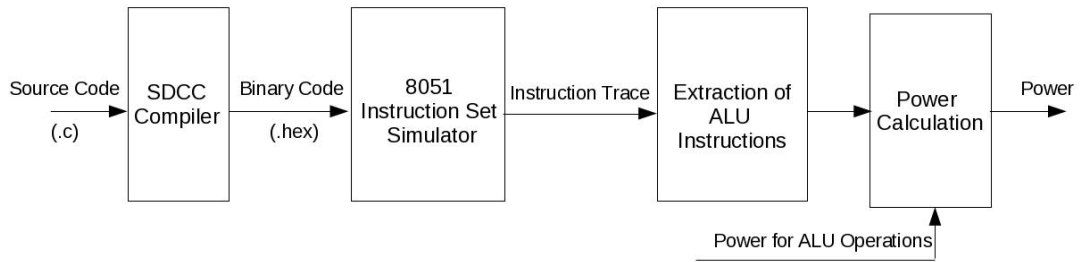 Source Code
(.c)
SDCC
Compiler
Binary Code
(.hex)
8051
Instruction Set
Simulator
Instruction Trace
Extraction of
ALU
Instructions
Power
Calculation
Power
Power for ALU Operations